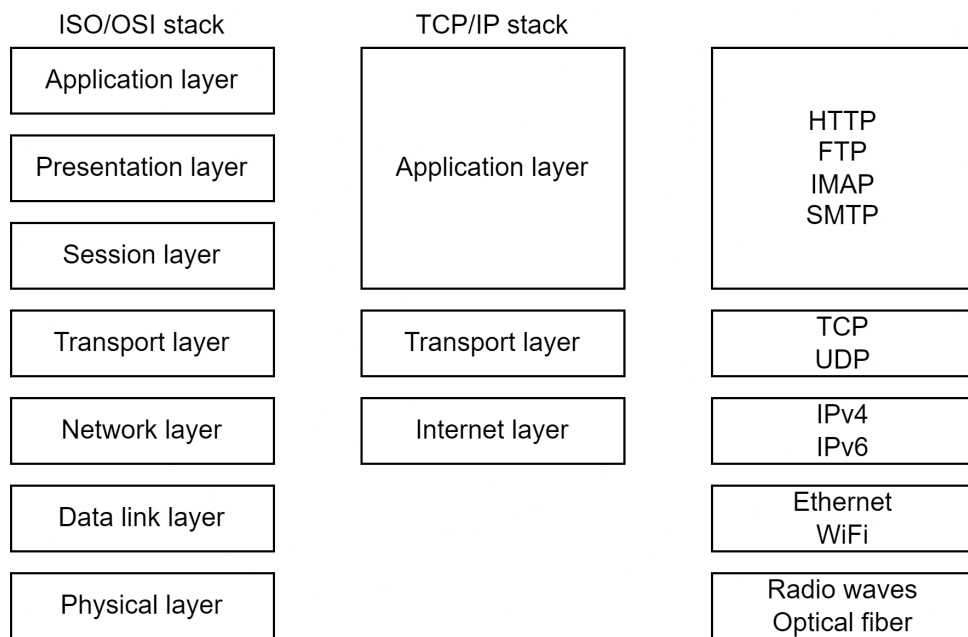 ISO/OSI stack
TCP/IP stack
Application layer
Presentation layer
Session layer
Transport layer
Network layer
Data link layer
Physical layer
Application layer
Transport layer
Internet layer
HTTP
FTP
IMAP
SMTP
TCP
UDP
IPv4
IPv6
Ethernet
WiFi
Radio waves
Optical fiber